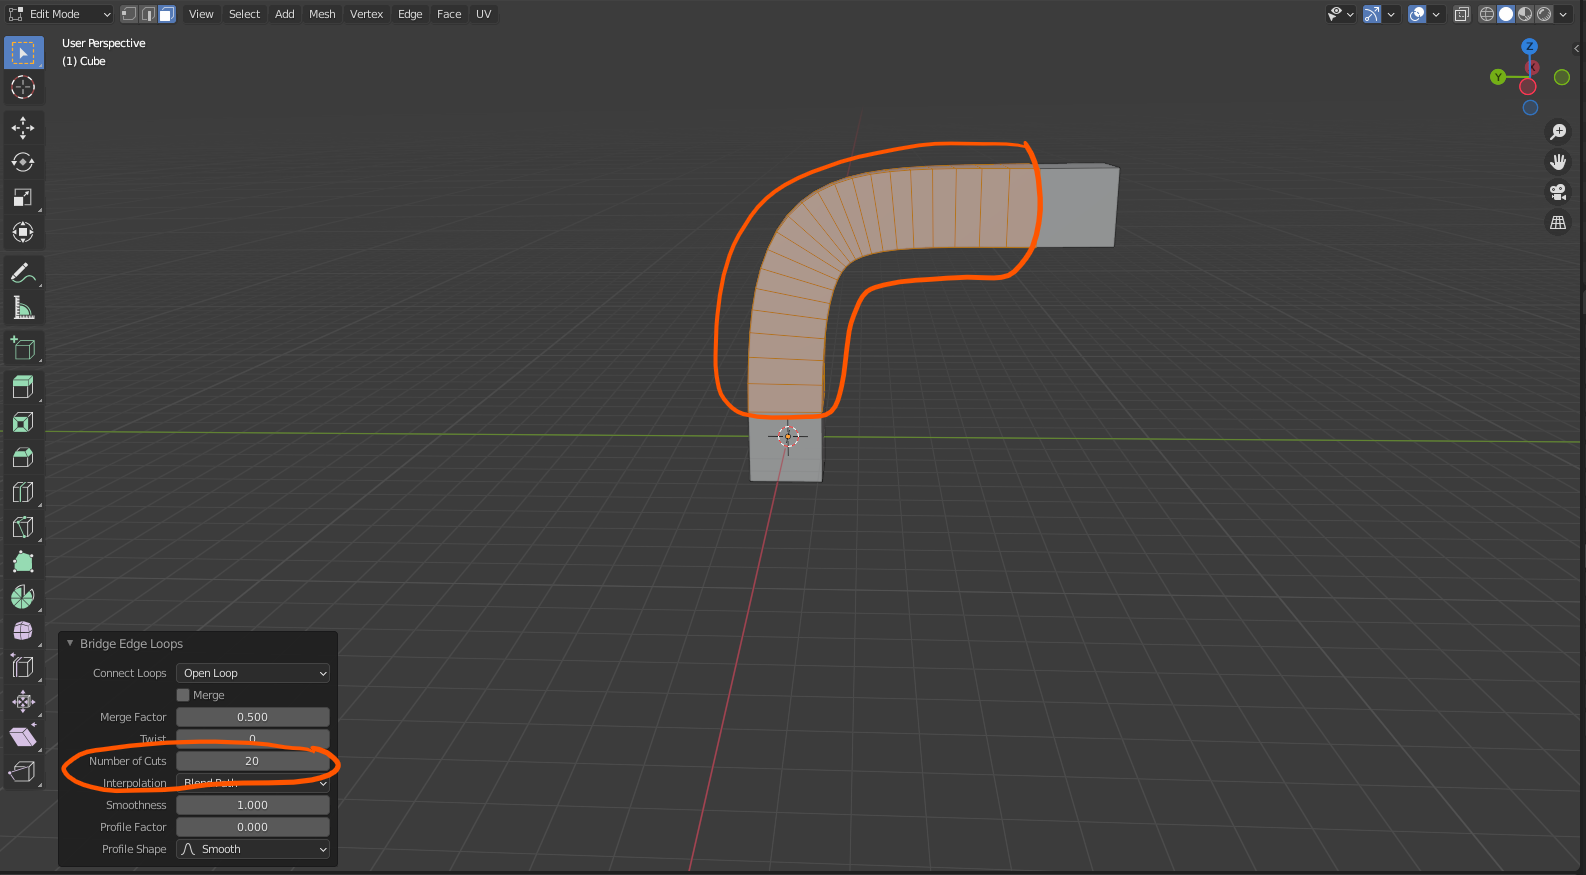 Edit Mode View Select Add Mesh Vertex Edge Face UV
User Perspective
(1) Cube
Z
X
Y
Bridge Edge Loops
Connect Loops Open Loop
Merge
Merge Factor 0.500
Twist 0
Number of Cuts 20
Interpolation Blend Path
Smoothness 1.000
Profile Factor 0.000
Profile Shape Smooth